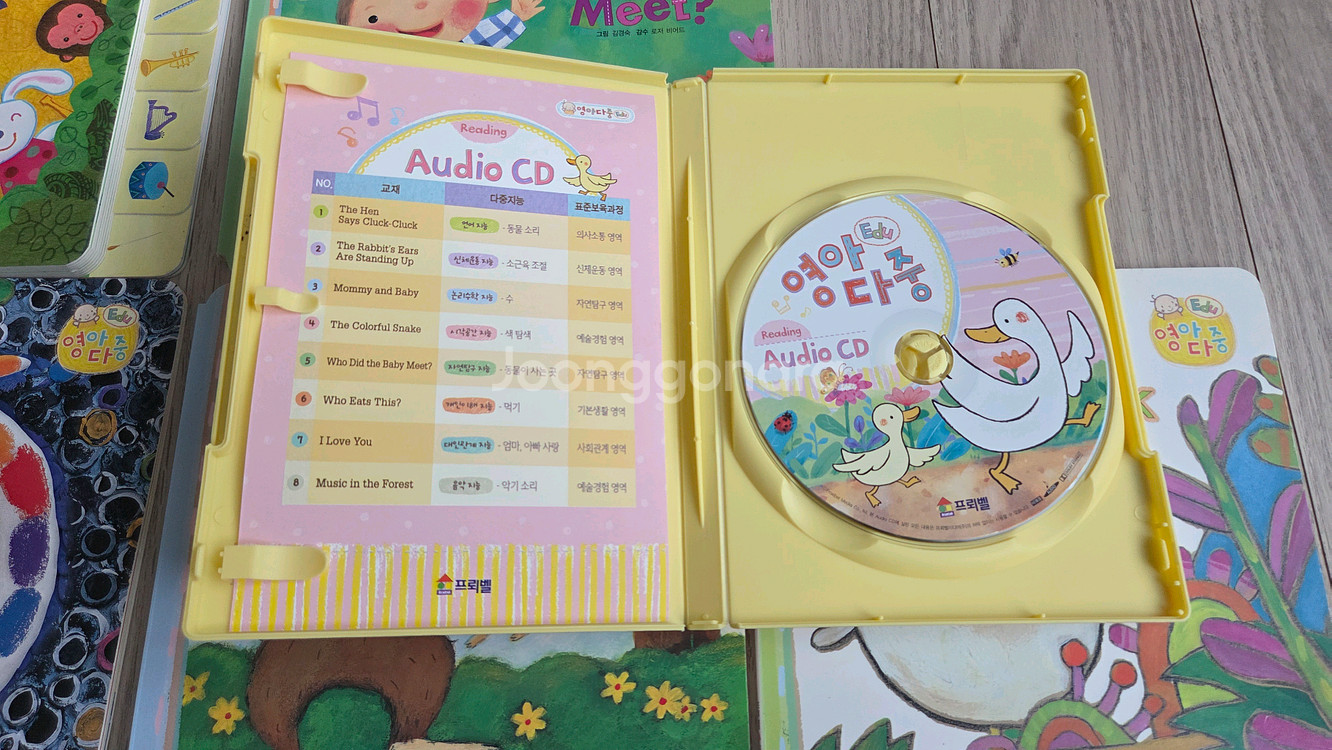 Meet?
그림 김경숙 감수 로저 비어드
영아다중 Edu
Reading
Audio CD
NO. 교재 다중지능 표준보육과정
1 The Hen Says Cluck-Cluck 언어 지능 - 동물 소리 의사소통 영역
2 The Rabbit's Ears Are Standing Up 신체운동 지능 - 소근육 조절 신체운동 영역
3 Mommy and Baby 논리수학 지능 - 수 자연탐구 영역
4 The Colorful Snake 시각공간 지능 - 색 탐색 예술경험 영역
5 Who Did the Baby Meet? 자연탐구 지능 - 동물이 사는 곳 자연탐구 영역
6 Who Eats This? 개인이해 지능 - 먹기 기본생활 영역
7 I Love You 대인관계 지능 - 엄마, 아빠 사랑 사회관계 영역
8 Music in the Forest 음악 지능 - 악기 소리 예술경험 영역
프뢰벨
Edu
영아
다중
Reading
Audio CD
프뢰벨
Edu
영아
다중
Edu
영아
다중
Joonggonara